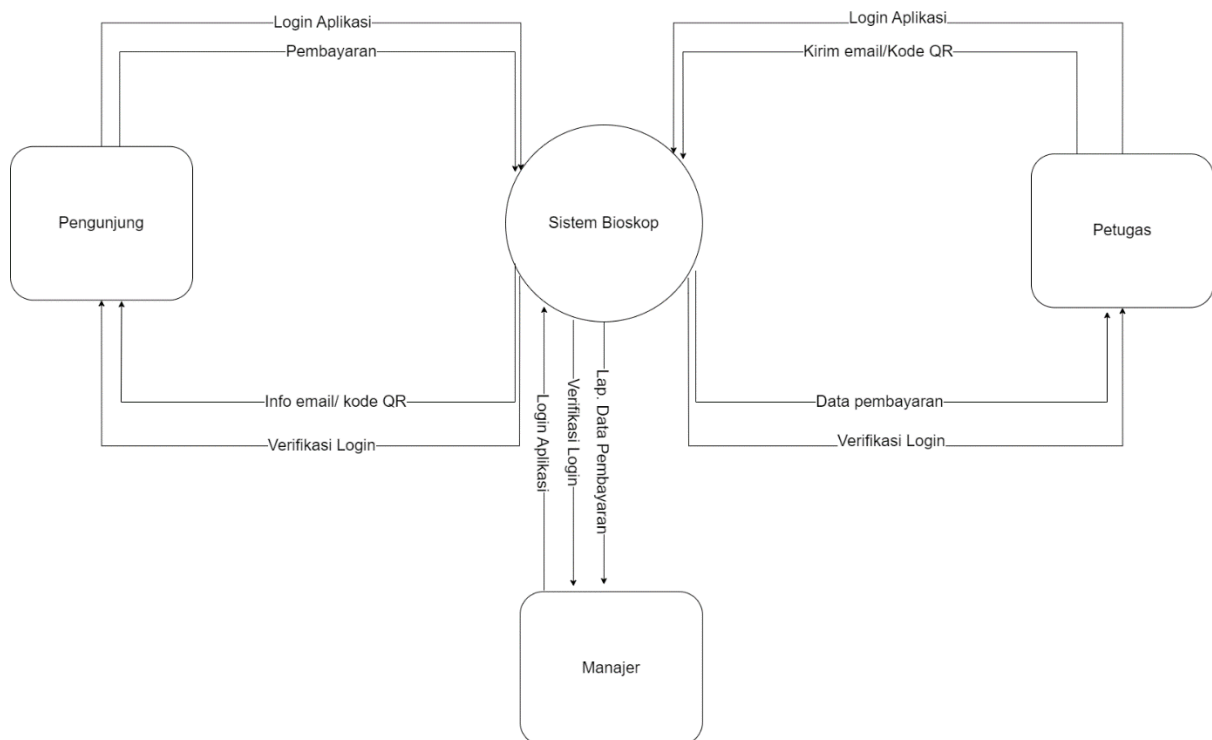 Login Aplikasi
Pembayaran
Login Aplikasi
Kirim email/Kode QR
Pengunjung
Sistem Bioskop
Petugas
Info email/ kode QR
Verifikasi Login
Login Aplikasi
Verifikasi Login
Lap. Data Pembayaran
Data pembayaran
Verifikasi Login
Manajer